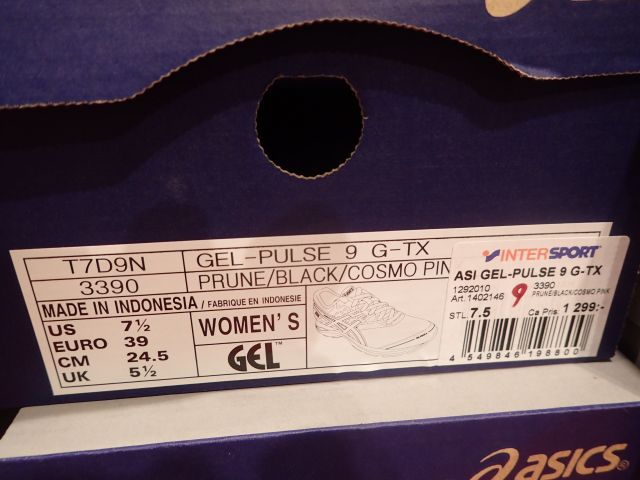 T7D9N
GEL-PULSE 9 G-TX
3390
PRUNE/BLACK/COSMO PIN
MADE IN INDONESIA / FABRIQUE EN INDONESIE
US 7½
EURO 39
CM 24.5
UK 5½
WOMEN'S
GEL™
INTERSPORT
ASI GEL-PULSE 9 G-TX
1292010
Art.1402146
9
3390
PRUNE/BLACK/COSMO PINK
STL 7.5
Ca Pris 1 299:-
4 549846 198800
asics®